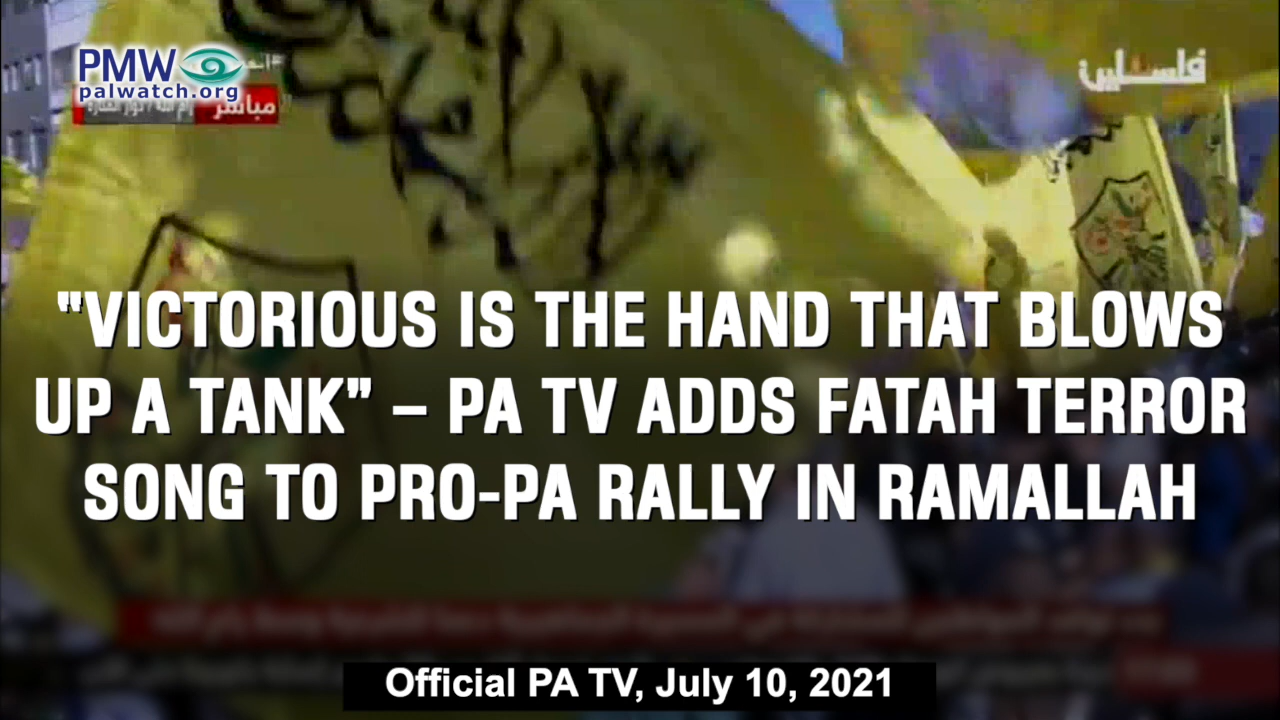 PMW
palwatch.org
فلسطين
مباشر
"VICTORIOUS IS THE HAND THAT BLOWS
UP A TANK" – PA TV ADDS FATAH TERROR
SONG TO PRO-PA RALLY IN RAMALLAH
Official PA TV, July 10, 2021